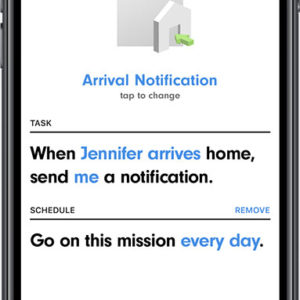 Arrival Notification
tap to change
TASK
When Jennifer arrives home,
send me a notification.
SCHEDULE REMOVE
Go on this mission every day.